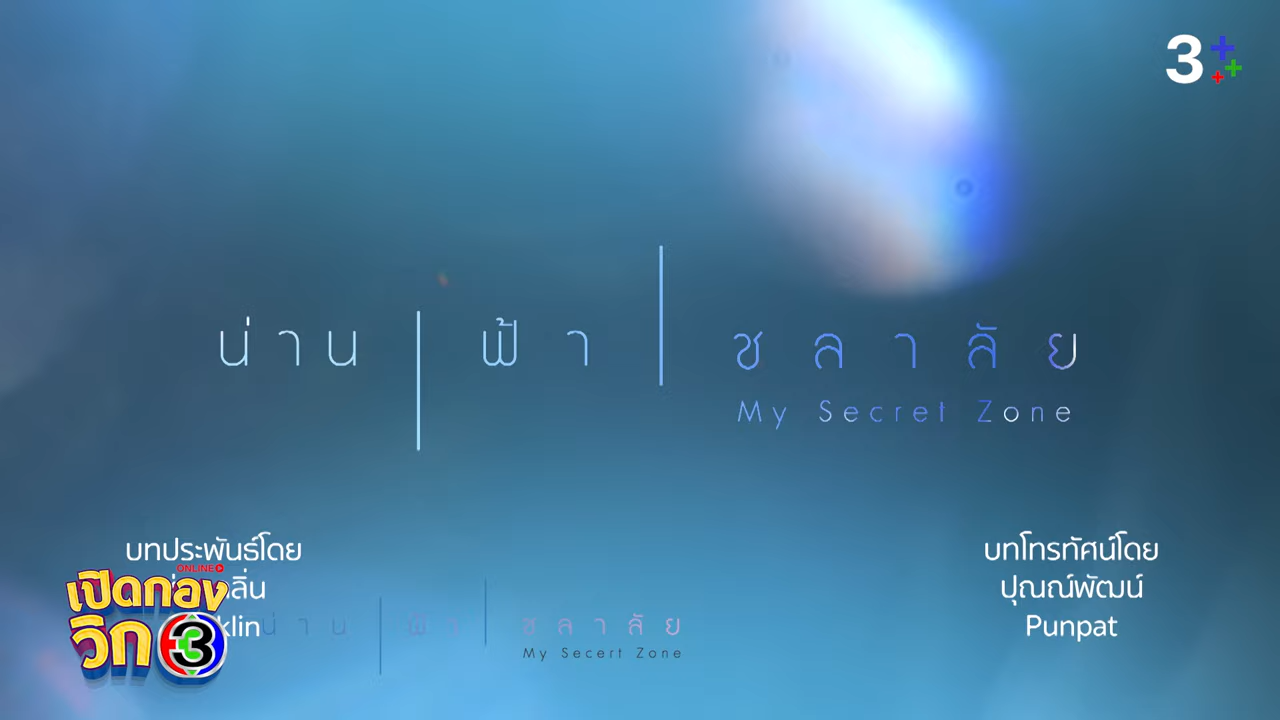 3
น่าน ฟ้า ชลาลัย
My Secret Zone
บทประพันธ์โดย
ลิ่น
klin
บทโทรทัศน์โดย
ปุณณ์พัฒน์
Punpat
ONLINE
เปิดกอง
วิก 3
น่าน ฟ้า ชลาลัย
My Secert Zone